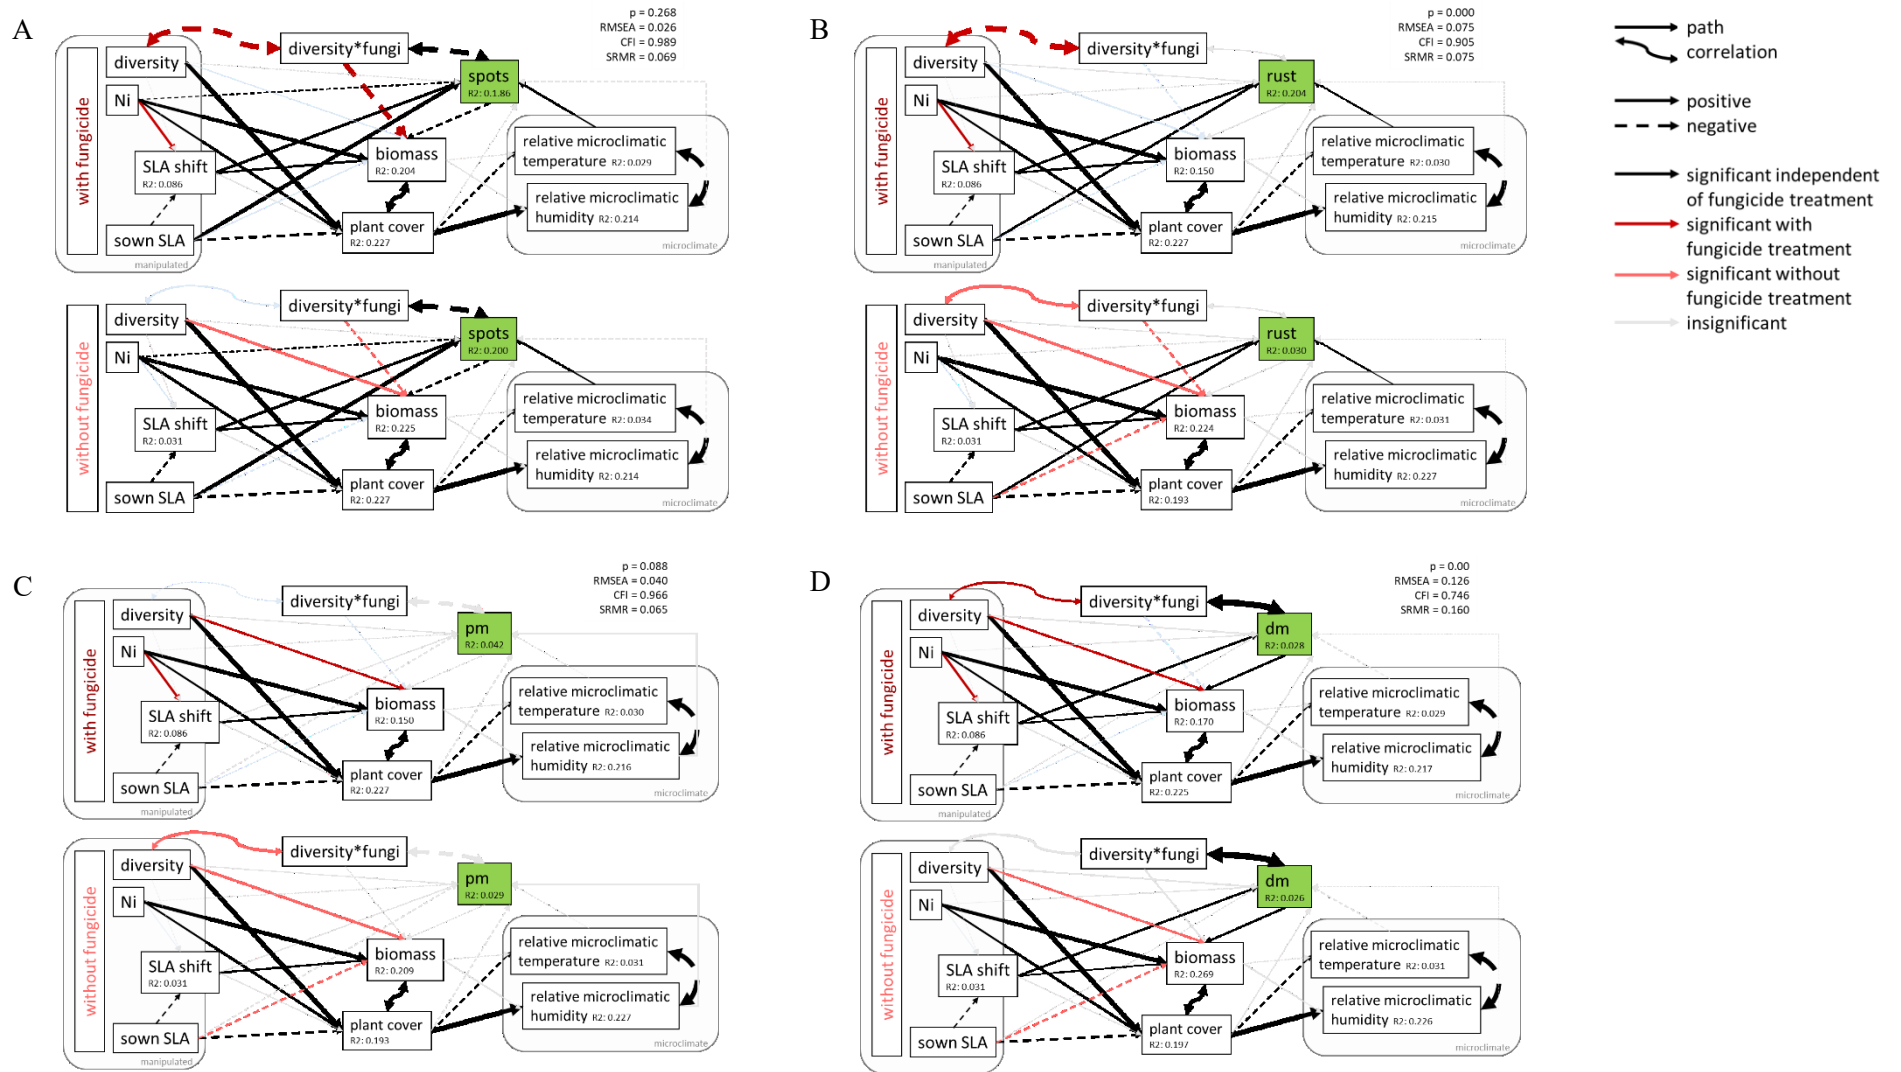 A
p = 0.268
RMSEA = 0.026
CFI = 0.989
SRMR = 0.069
with fungicide
diversity
diversity*fungi
spots
R2: 0.1.86
Ni
SLA shift
R2: 0.086
biomass
R2: 0.204
relative microclimatic
temperature R2: 0.029
relative microclimatic
humidity R2: 0.214
plant cover
R2: 0.227
sown SLA
manipulated
microclimate
without fungicide
diversity
diversity*fungi
spots
R2: 0.200
Ni
SLA shift
R2: 0.031
biomass
R2: 0.225
relative microclimatic
temperature R2: 0.034
relative microclimatic
humidity R2: 0.214
plant cover
R2: 0.227
sown SLA
microclimate
B
p = 0.000
RMSEA = 0.075
CFI = 0.905
SRMR = 0.075
with fungicide
diversity
diversity*fungi
rust
R2: 0.204
Ni
SLA shift
R2: 0.086
biomass
R2: 0.150
relative microclimatic
temperature R2: 0.030
relative microclimatic
humidity R2: 0.215
plant cover
R2: 0.227
sown SLA
manipulated
microclimate
without fungicide
diversity
diversity*fungi
rust
R2: 0.030
Ni
SLA shift
R2: 0.031
biomass
R2: 0.224
relative microclimatic
temperature R2: 0.031
relative microclimatic
humidity R2: 0.227
plant cover
R2: 0.193
sown SLA
microclimate
path
correlation
positive
negative
significant independent
of fungicide treatment
significant with
fungicide treatment
significant without
fungicide treatment
insignificant
C
p = 0.088
RMSEA = 0.040
CFI = 0.966
SRMR = 0.065
with fungicide
diversity
diversity*fungi
pm
R2: 0.042
Ni
SLA shift
R2: 0.086
biomass
R2: 0.150
relative microclimatic
temperature R2: 0.030
relative microclimatic
humidity R2: 0.216
plant cover
R2: 0.227
sown SLA
manipulated
microclimate
without fungicide
diversity
diversity*fungi
pm
R2: 0.029
Ni
SLA shift
R2: 0.031
biomass
R2: 0.209
relative microclimatic
temperature R2: 0.031
relative microclimatic
humidity R2: 0.227
plant cover
R2: 0.193
sown SLA
manipulated
microclimate
D
p = 0.00
RMSEA = 0.126
CFI = 0.746
SRMR = 0.160
with fungicide
diversity
diversity*fungi
dm
R2: 0.028
Ni
SLA shift
R2: 0.086
biomass
R2: 0.170
relative microclimatic
temperature R2: 0.029
relative microclimatic
humidity R2: 0.217
plant cover
R2: 0.225
sown SLA
manipulated
microclimate
without fungicide
diversity
diversity*fungi
dm
R2: 0.026
Ni
SLA shift
R2: 0.031
biomass
R2: 0.269
relative microclimatic
temperature R2: 0.031
relative microclimatic
humidity R2: 0.226
plant cover
R2: 0.197
sown SLA
manipulated
microclimate